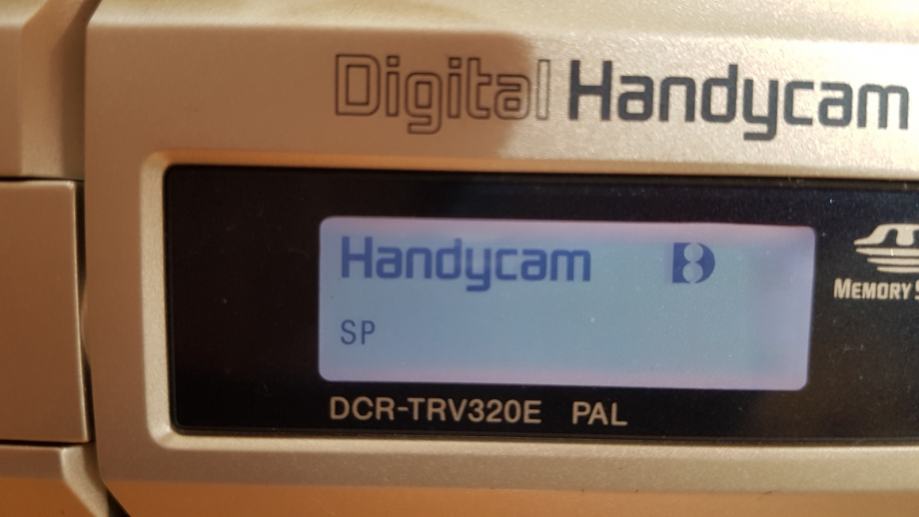 Digital Handycam
Handycam
MEMORY
SP
DCR-TRV320E PAL